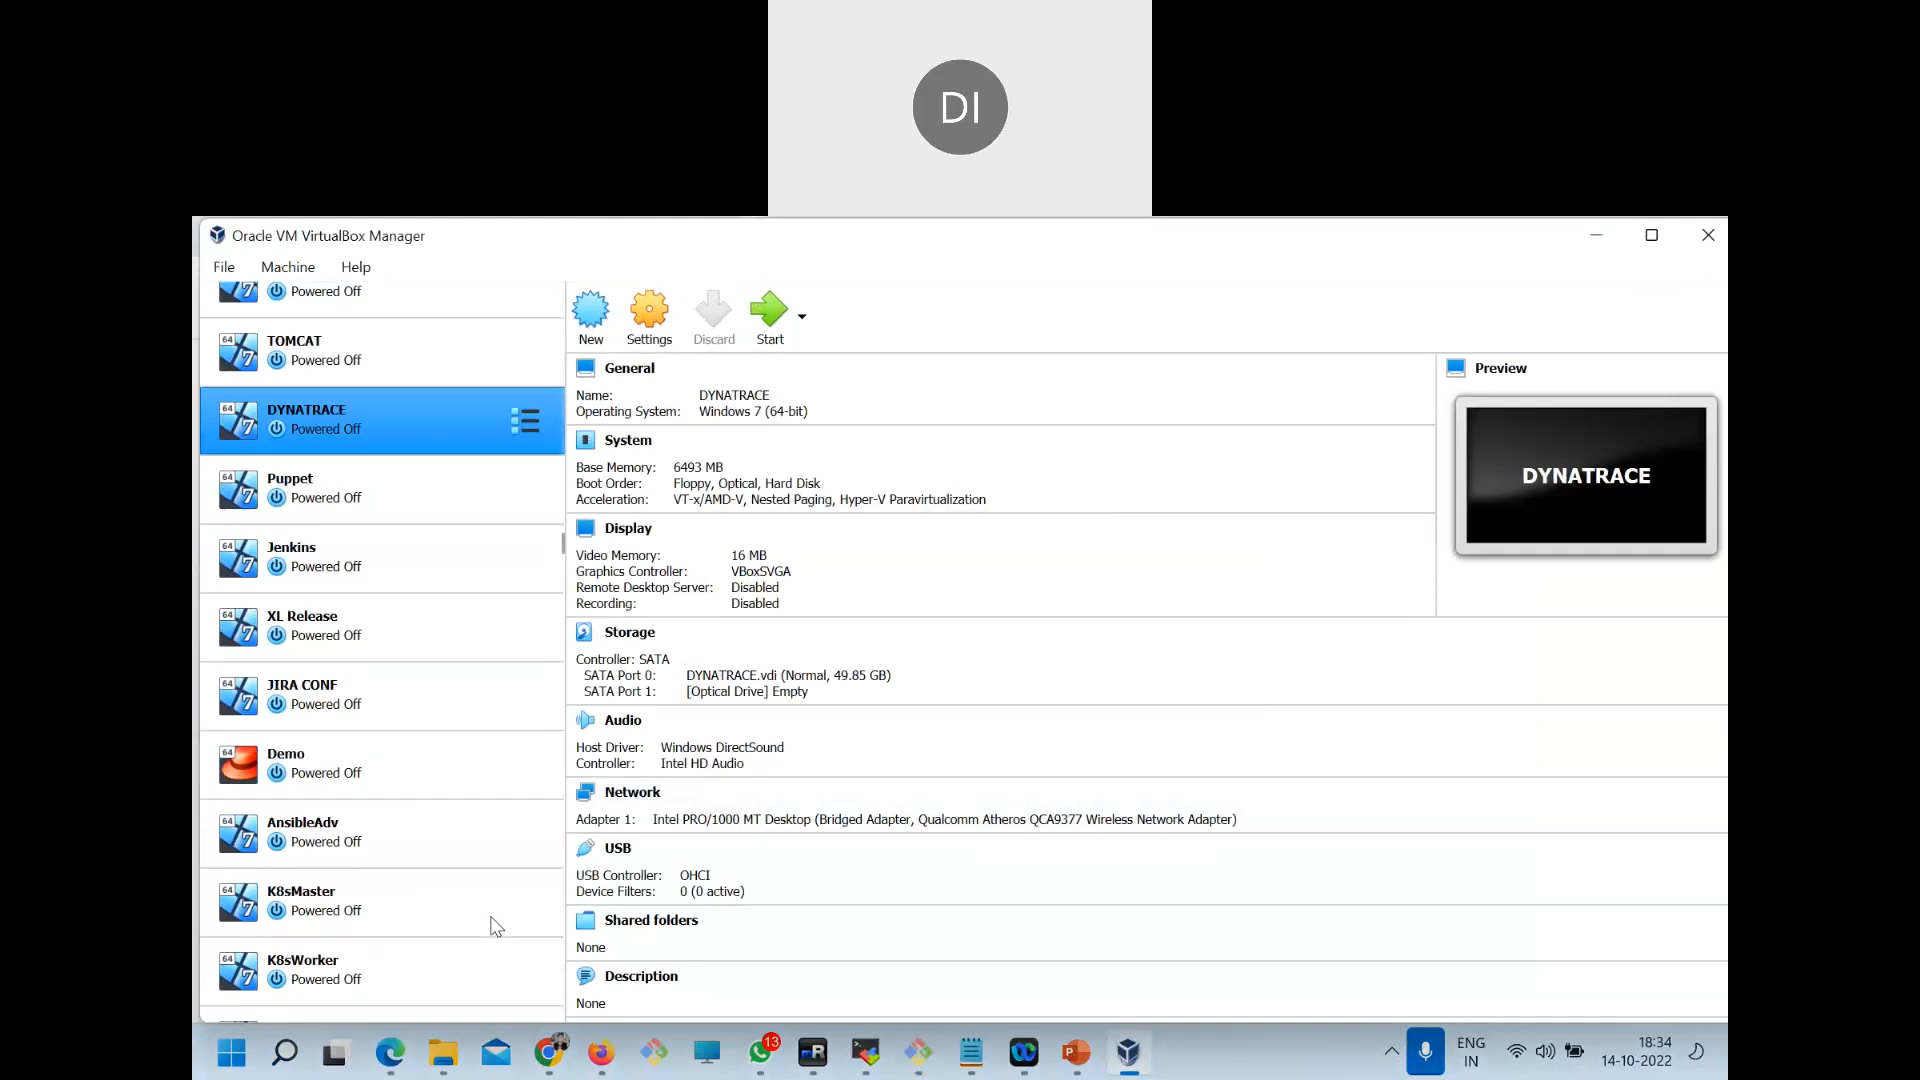 DI
Oracle VM VirtualBox Manager
File Machine Help
Powered Off
TOMCAT
Powered Off
DYNATRACE
Powered Off
Puppet
Powered Off
Jenkins
Powered Off
XL Release
Powered Off
JIRA CONF
Powered Off
Demo
Powered Off
AnsibleAdv
Powered Off
K8sMaster
Powered Off
K8sWorker
Powered Off
New Settings Discard Start
General
Name: DYNATRACE
Operating System: Windows 7 (64-bit)
System
Base Memory: 6493 MB
Boot Order: Floppy, Optical, Hard Disk
Acceleration: VT-x/AMD-V, Nested Paging, Hyper-V Paravirtualization
Display
Video Memory: 16 MB
Graphics Controller: VBoxSVGA
Remote Desktop Server: Disabled
Recording: Disabled
Storage
Controller: SATA
SATA Port 0: DYNATRACE.vdi (Normal, 49.85 GB)
SATA Port 1: [Optical Drive] Empty
Audio
Host Driver: Windows DirectSound
Controller: Intel HD Audio
Network
Adapter 1: Intel PRO/1000 MT Desktop (Bridged Adapter, Qualcomm Atheros QCA9377 Wireless Network Adapter)
USB
USB Controller: OHCI
Device Filters: 0 (0 active)
Shared folders
None
Description
None
Preview
DYNATRACE
13
ENG
IN
18:34
14-10-2022